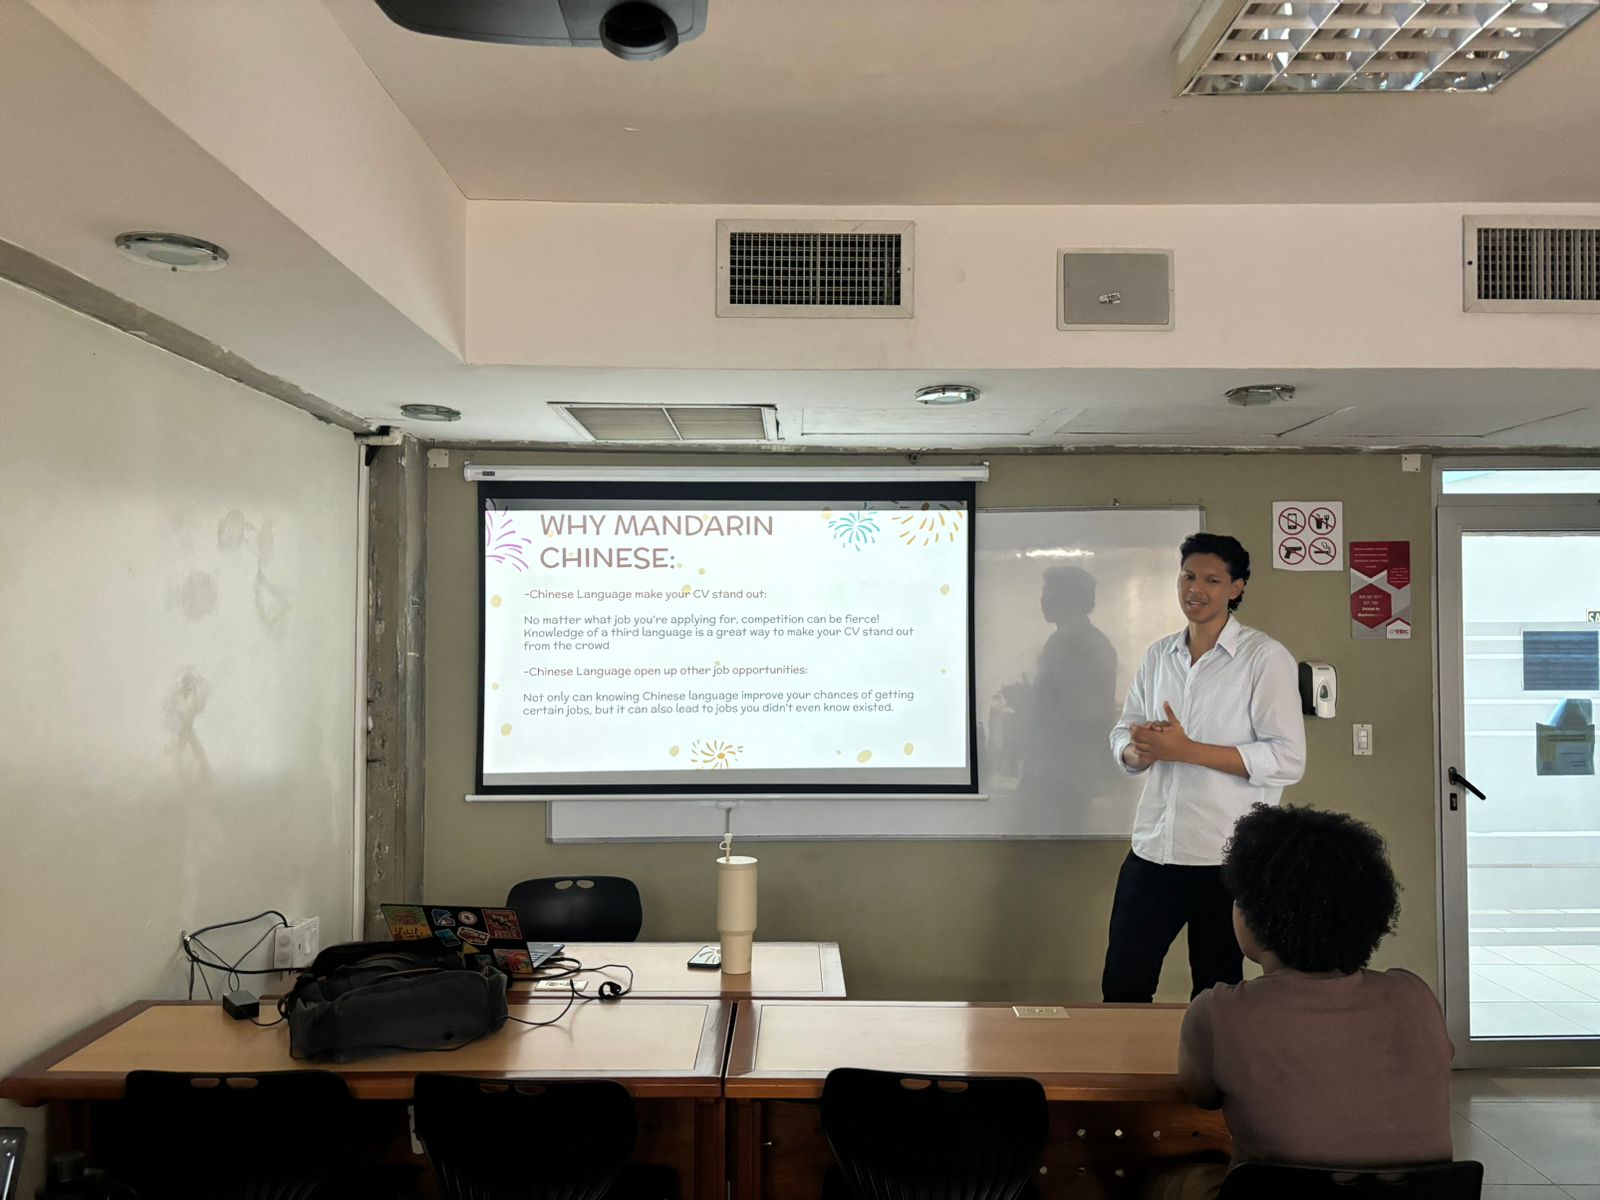 WHY MANDARIN
CHINESE:
-Chinese Language make your CV stand out:
No matter what job you're applying for, competition can be fierce!
Knowledge of a third language is a great way to make your CV stand out
from the crowd
-Chinese Language open up other job opportunities:
Not only can knowing Chinese language improve your chances of getting
certain jobs, but it can also lead to jobs you didn't even know existed.
Unidad de